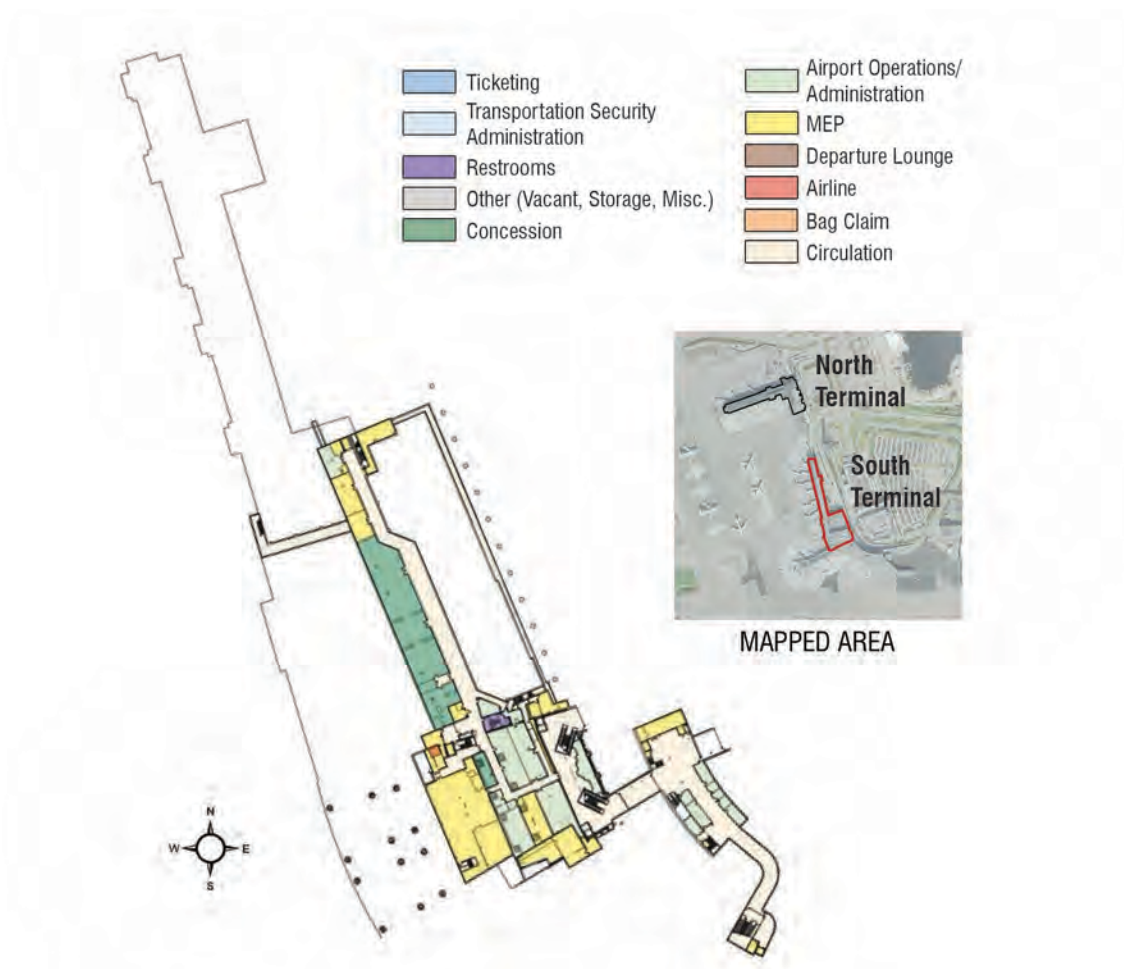 Ticketing
Transportation Security
Administration
Restrooms
Other (Vacant, Storage, Misc.)
Concession
Airport Operations/
Administration
MEP
Departure Lounge
Airline
Bag Claim
Circulation
North
Terminal
South
Terminal
MAPPED AREA
N
W
E
S